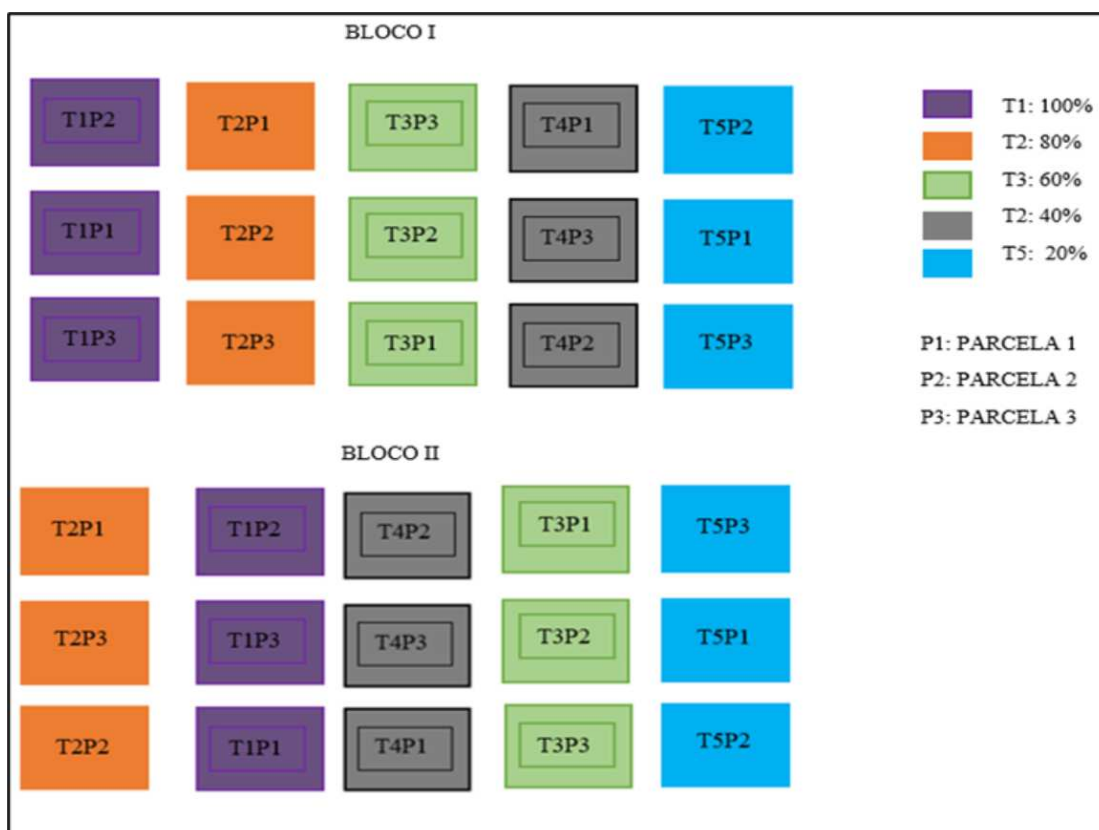 BLOCO I
T1P2 T2P1 T3P3 T4P1 T5P2
T1P1 T2P2 T3P2 T4P3 T5P1
T1P3 T2P3 T3P1 T4P2 T5P3
T1: 100%
T2: 80%
T3: 60%
T2: 40%
T5: 20%
P1: PARCELA 1
P2: PARCELA 2
P3: PARCELA 3
BLOCO II
T2P1 T1P2 T4P2 T3P1 T5P3
T2P3 T1P3 T4P3 T3P2 T5P1
T2P2 T1P1 T4P1 T3P3 T5P2